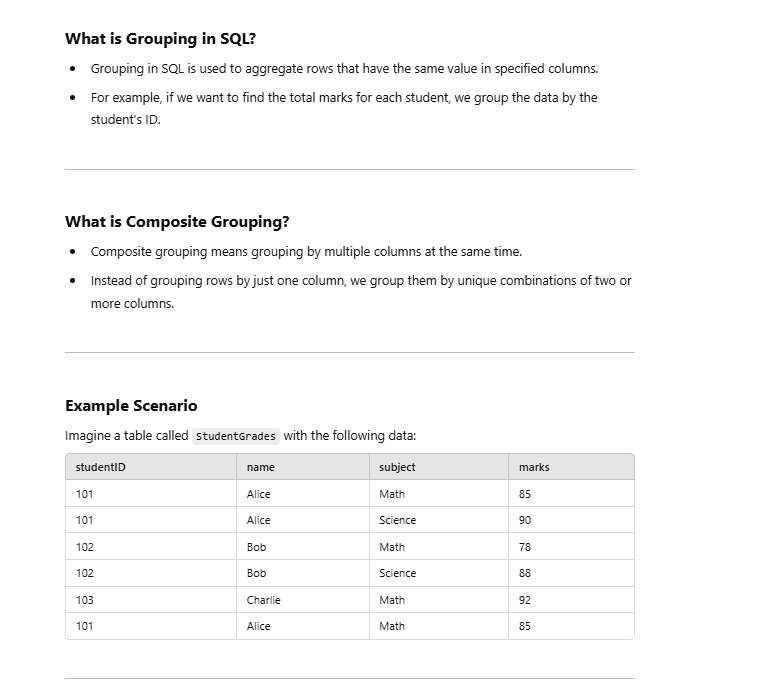 What is Grouping in SQL?
• Grouping in SQL is used to aggregate rows that have the same value in specified columns.
• For example, if we want to find the total marks for each student, we group the data by the
student's ID.
What is Composite Grouping?
• Composite grouping means grouping by multiple columns at the same time.
• Instead of grouping rows by just one column, we group them by unique combinations of two or
more columns.
Example Scenario
Imagine a table called StudentGrades with the following data:
studentID name subject marks
101 Alice Math 85
101 Alice Science 90
102 Bob Math 78
102 Bob Science 88
103 Charlie Math 92
101 Alice Math 85